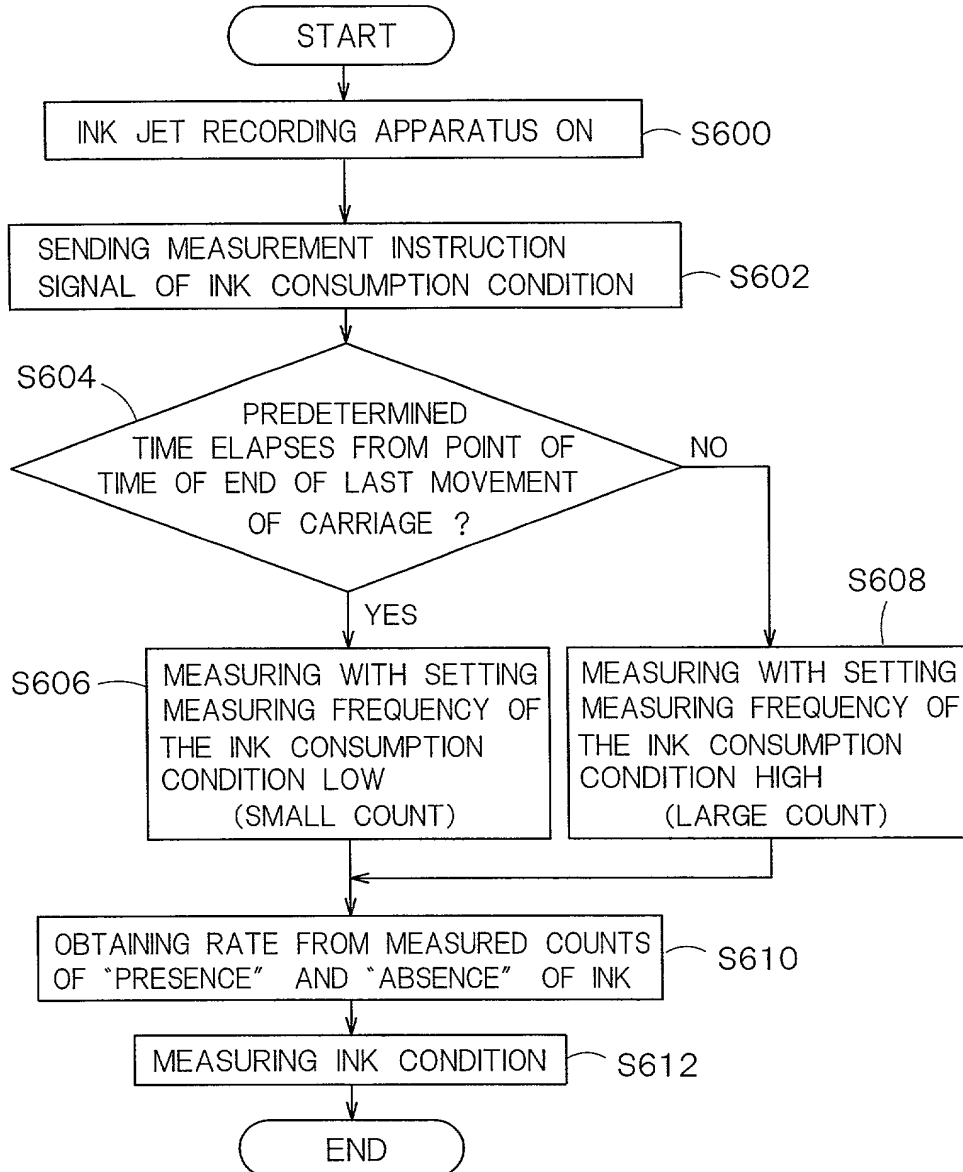 START
INK JET RECORDING APPARATUS ON
S600
SENDING MEASUREMENT INSTRUCTION
SIGNAL OF INK CONSUMPTION CONDITION
S602
S604
PREDETERMINED
TIME ELAPSES FROM POINT OF
TIME OF END OF LAST MOVEMENT
OF CARRIAGE ?
NO
YES
S606
MEASURING WITH SETTING
MEASURING FREQUENCY OF
THE INK CONSUMPTION
CONDITION LOW
(SMALL COUNT)
S608
MEASURING WITH SETTING
MEASURING FREQUENCY OF
THE INK CONSUMPTION
CONDITION HIGH
(LARGE COUNT)
OBTAINING RATE FROM MEASURED COUNTS
OF “PRESENCE” AND “ABSENCE” OF INK
S610
MEASURING INK CONDITION
S612
END